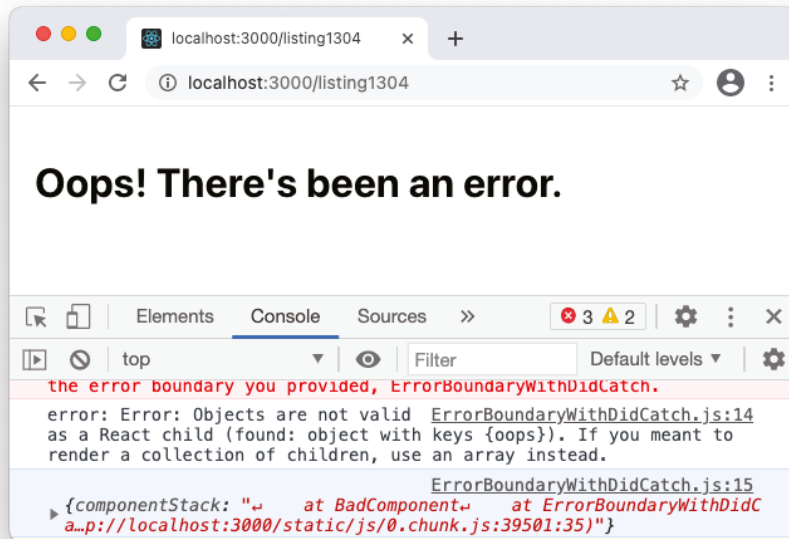 localhost:3000/listing1304
localhost:3000/listing1304
Oops! There's been an error.
Elements Console Sources 3 2
top Filter Default levels
the error boundary you provided, ErrorBoundaryWithDidCatch.
error: Error: Objects are not valid ErrorBoundaryWithDidCatch.js:14
as a React child (found: object with keys {oops}). If you meant to
render a collection of children, use an array instead.
ErrorBoundaryWithDidCatch.js:15
{componentStack: "↵    at BadComponent↵    at ErrorBoundaryWithDidC
a…p://localhost:3000/static/js/0.chunk.js:39501:35)"}